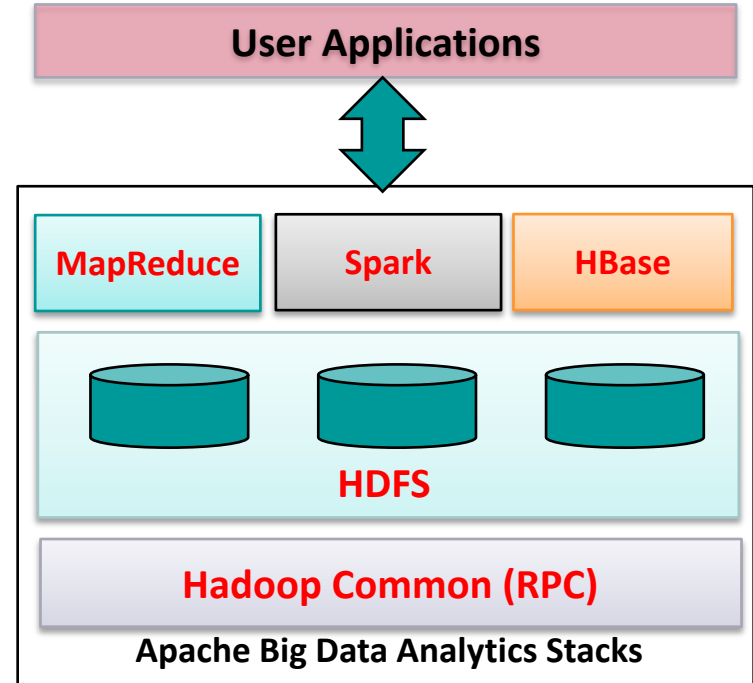 User Applications
MapReduce
Spark
HBase
HDFS
Hadoop Common (RPC)
Apache Big Data Analytics Stacks